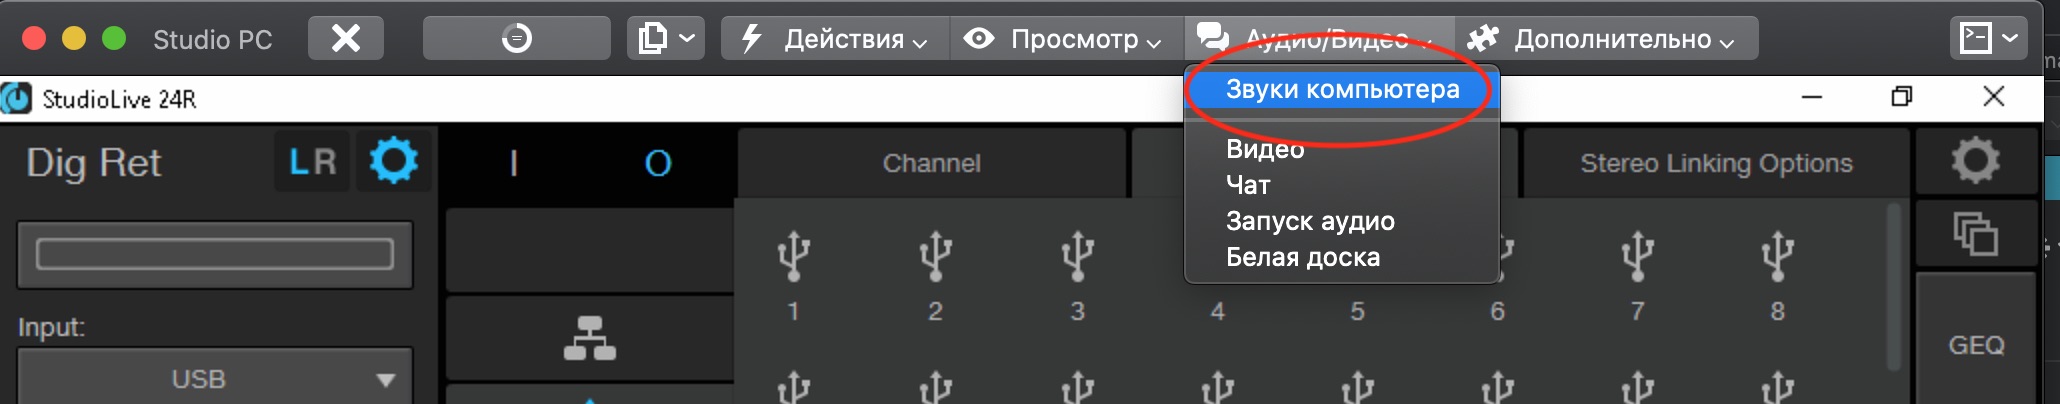 Studio PC
Действия
Просмотр
Аудио/Видео
Дополнительно
StudioLive 24R
Звуки компьютера
Видео
Чат
Запуск аудио
Белая доска
Dig Ret
LR
I
O
Channel
Stereo Linking Options
1 2 3 4 5 6 7 8
Input:
USB
GEQ